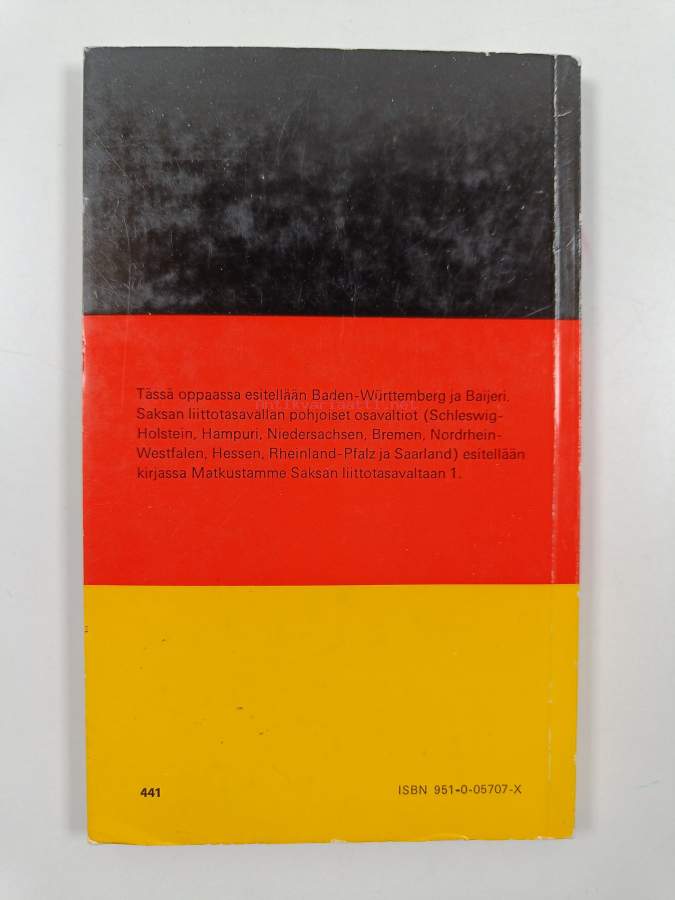 Tässä oppaassa esitellään Baden-Württemberg ja Baijeri.
Saksan liittotasavallan pohjoiset osavaltiot (Schleswig-
Holstein, Hampuri, Niedersachsen, Bremen, Nordrhein-
Westfalen, Hessen, Rheinland-Pfalz ja Saarland) esitellään
kirjassa Matkustamme Saksan liittotasavaltaan 1.
441
ISBN 951-0-05707-X